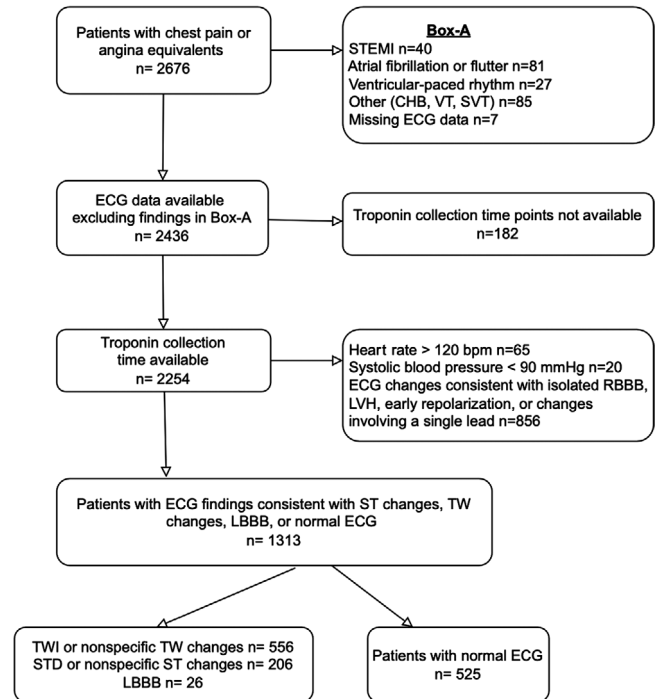 Patients with chest pain or
angina equivalents
n= 2676
Box-A
STEMI n=40
Atrial fibrillation or flutter n=81
Ventricular-paced rhythm n=27
Other (CHB, VT, SVT) n=85
Missing ECG data n=7
ECG data available
excluding findings in Box-A
n= 2436
Troponin collection time points not available
n=182
Troponin collection
time available
n= 2254
Heart rate > 120 bpm n=65
Systolic blood pressure < 90 mmHg n=20
ECG changes consistent with isolated RBBB,
LVH, early repolarization, or changes
involving a single lead n=856
Patients with ECG findings consistent with ST changes, TW
changes, LBBB, or normal ECG
n= 1313
TWI or nonspecific TW changes n= 556
STD or nonspecific ST changes n= 206
LBBB n= 26
Patients with normal ECG
n= 525